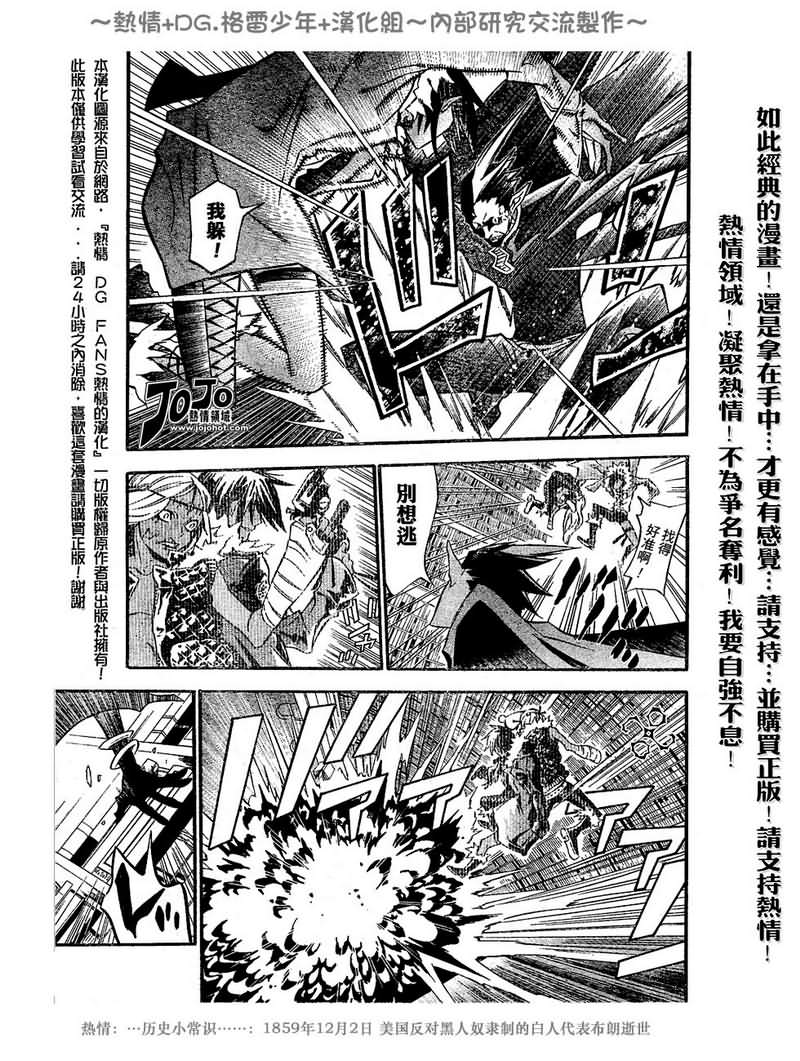 ～熱情+DG.格雷少年+漢化組～內部研究交流製作～
如此經典的漫畫！還是拿在手中…才更有感覺…請支持…並購買正版！請支持熱情！
熱情領域！凝聚熱情！不為爭名奪利！我要自強不息！
本漢化圖源來自於網路，『熱情 DG FANS熱情的漢化』一切版權歸原作者與出版社擁有！
此版本僅供學習試看交流...請24小時之內消除，喜歡這套漫畫請購買正版！謝謝
我躲！
ドドド
JOJO
熱情領域
www.jojohot.com
找得
好准啊！
別想逃
ババババババ
熱情：…历史小常识……：1859年12月2日 美国反对黑人奴隶制的白人代表布朗逝世